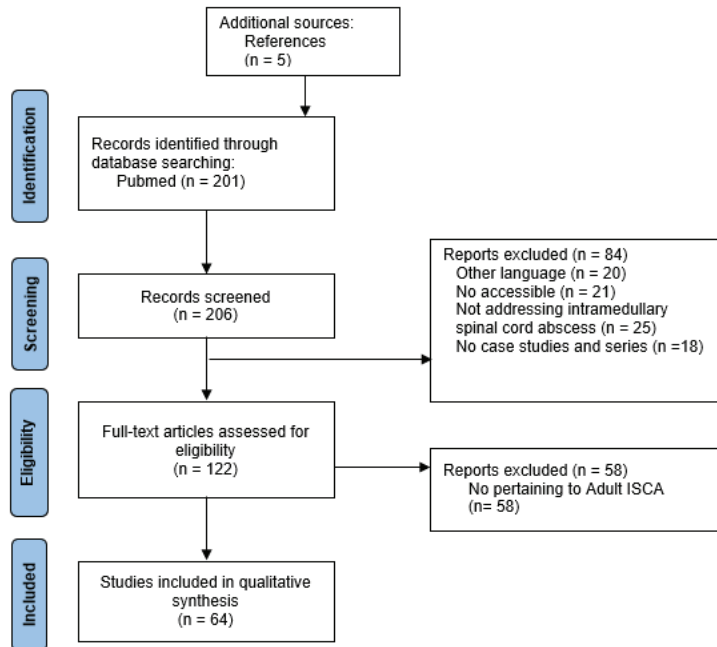 Additional sources:
References
(n = 5)
Identification
Records identified through
database searching:
Pubmed (n = 201)
Screening
Records screened
(n = 206)
Reports excluded (n = 84)
Other language (n = 20)
No accessible (n = 21)
Not addressing intramedullary
spinal cord abscess (n = 25)
No case studies and series (n =18)
Eligibility
Full-text articles assessed for
eligibility
(n = 122)
Reports excluded (n = 58)
No pertaining to Adult ISCA
(n= 58)
Included
Studies included in qualitative
synthesis
(n = 64)